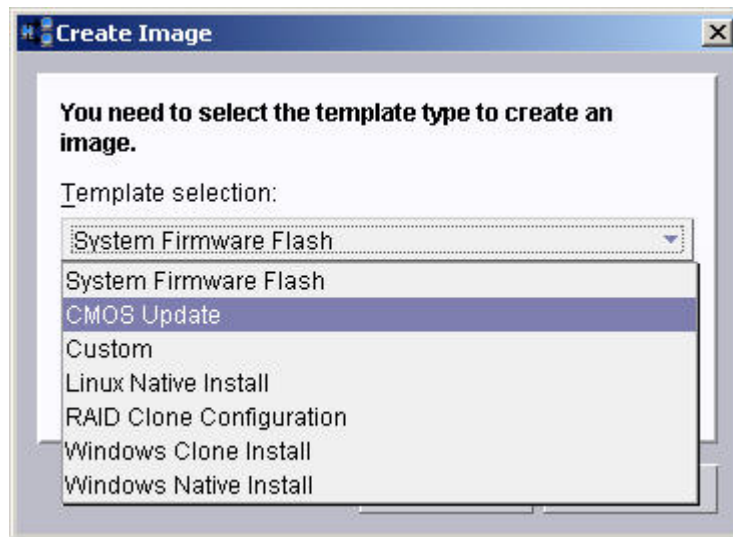 Create Image
You need to select the template type to create an
image.
Template selection:
System Firmware Flash
System Firmware Flash
CMOS Update
Custom
Linux Native Install
RAID Clone Configuration
Windows Clone Install
Windows Native Install